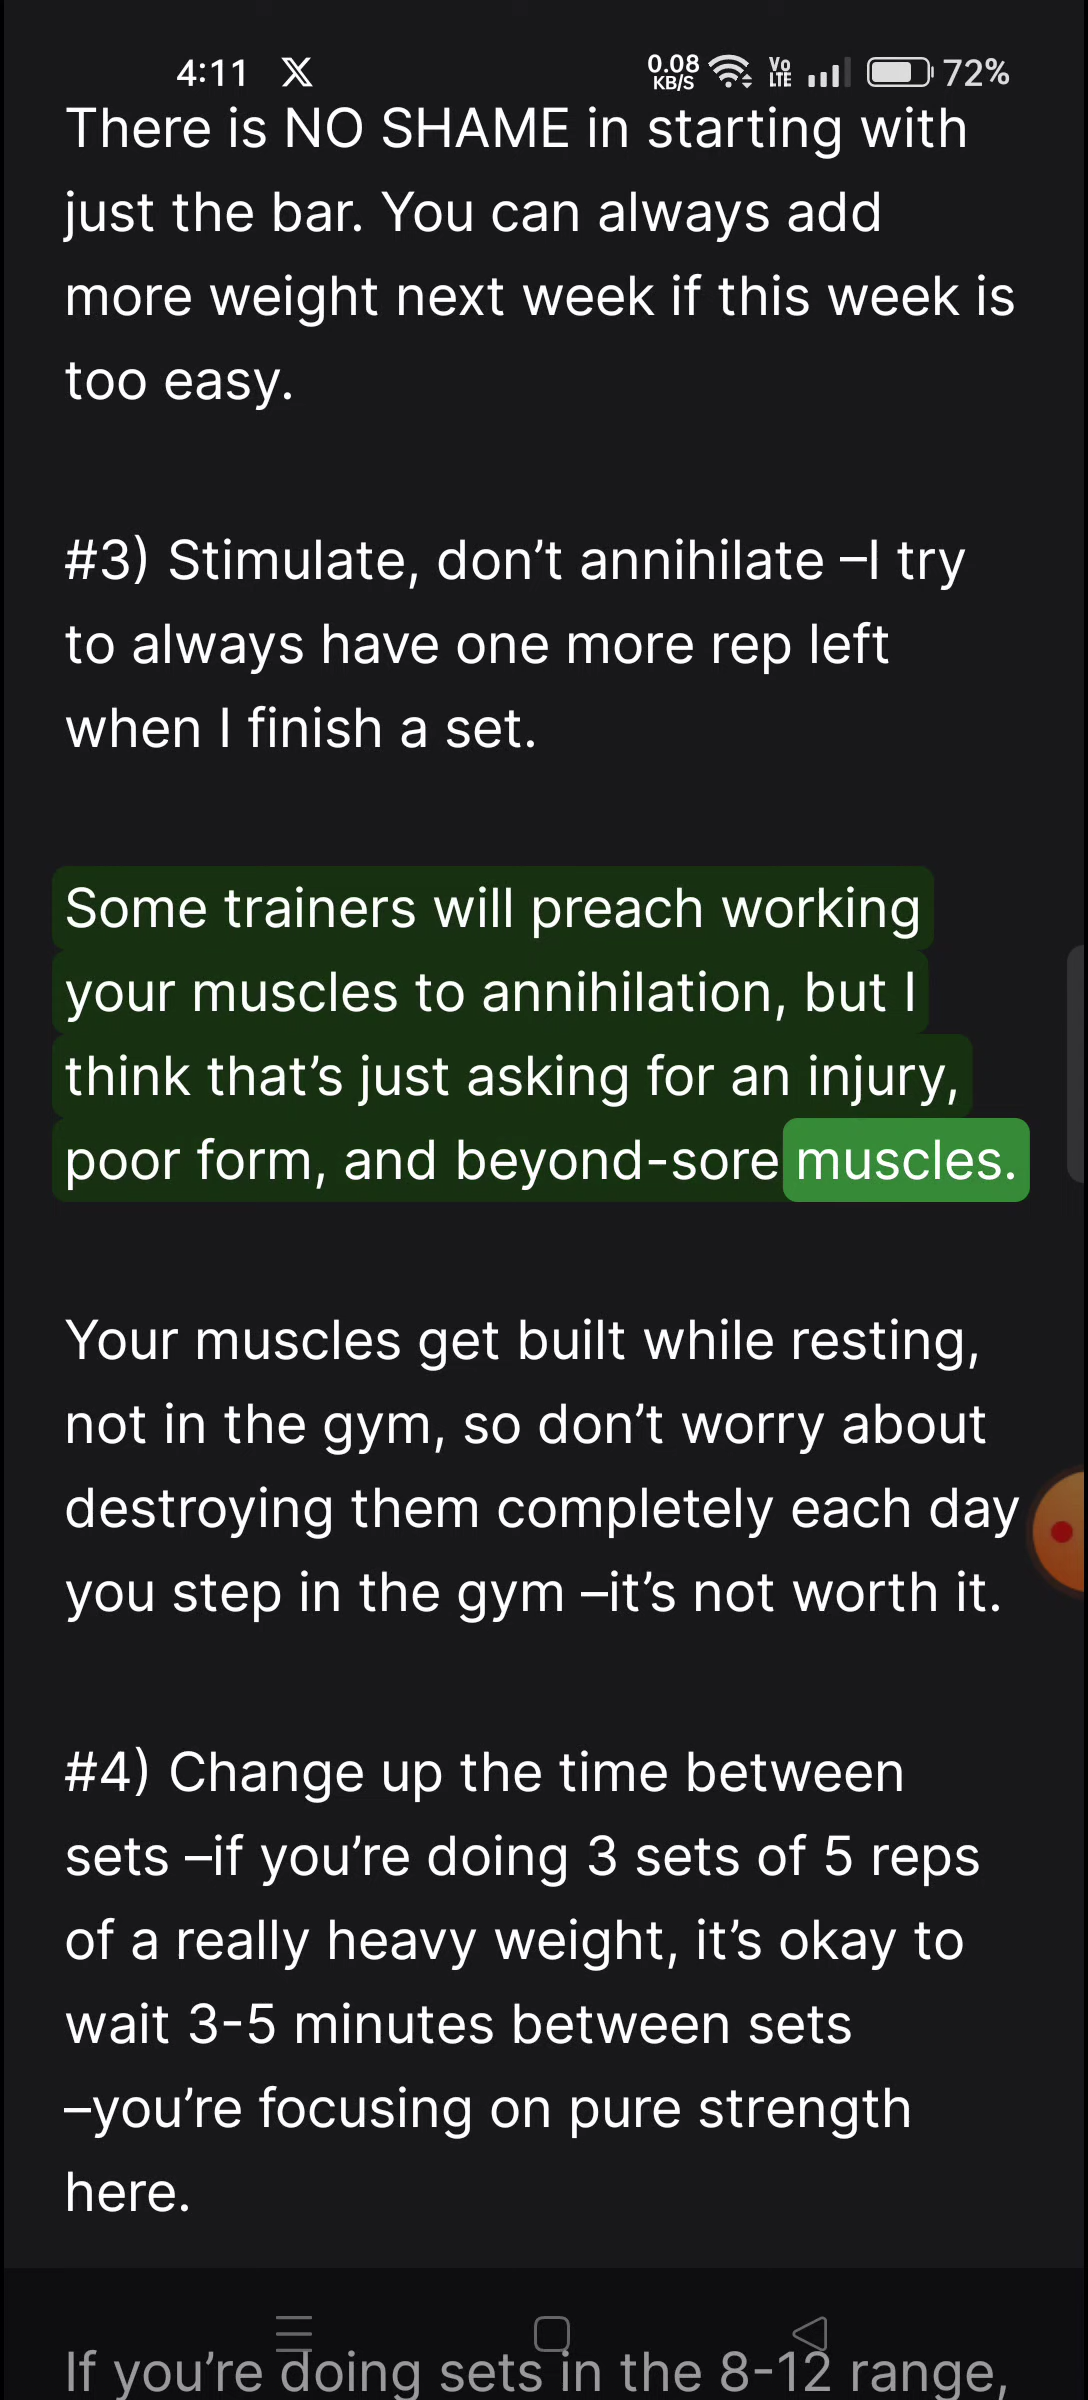 4:11 X 0.08 KB/S Vo LTE 72%
There is NO SHAME in starting with
just the bar. You can always add
more weight next week if this week is
too easy.
#3) Stimulate, don’t annihilate –I try
to always have one more rep left
when I finish a set.
Some trainers will preach working
your muscles to annihilation, but I
think that’s just asking for an injury,
poor form, and beyond-sore muscles.
Your muscles get built while resting,
not in the gym, so don’t worry about
destroying them completely each day
you step in the gym –it’s not worth it.
#4) Change up the time between
sets –if you’re doing 3 sets of 5 reps
of a really heavy weight, it’s okay to
wait 3-5 minutes between sets
–you’re focusing on pure strength
here.
If you’re doing sets in the 8-12 range,